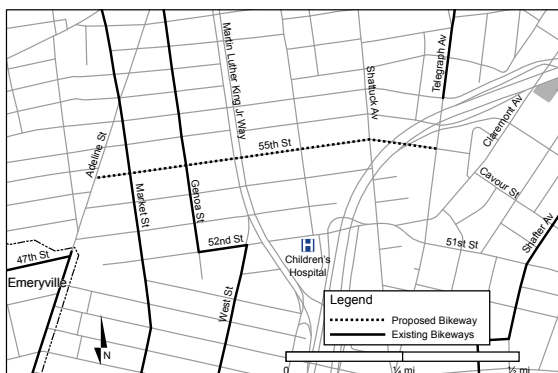 Martin Luther King Jr Way
Telegraph Av
Shattuck Av
Claremont Av
Adeline St
55th St
Market St
Genoa St
Cavour St
52nd St
51st St
Shafter Av
H
Children's
Hospital
47th St
Emeryville
West St
Legend
Proposed Bikeway
Existing Bikeways
N
0
¼ mi
½ mi